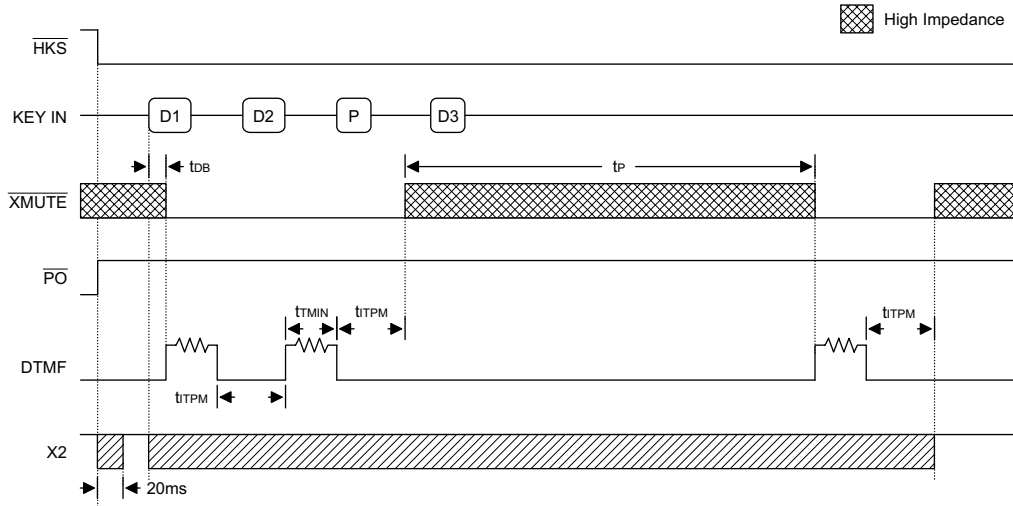 High Impedance
HKS
KEY IN
D1
D2
P
D3
tDB
tP
XMUTE
PO
tTMIN
tITPM
tITPM
DTMF
tITPM
X2
20ms